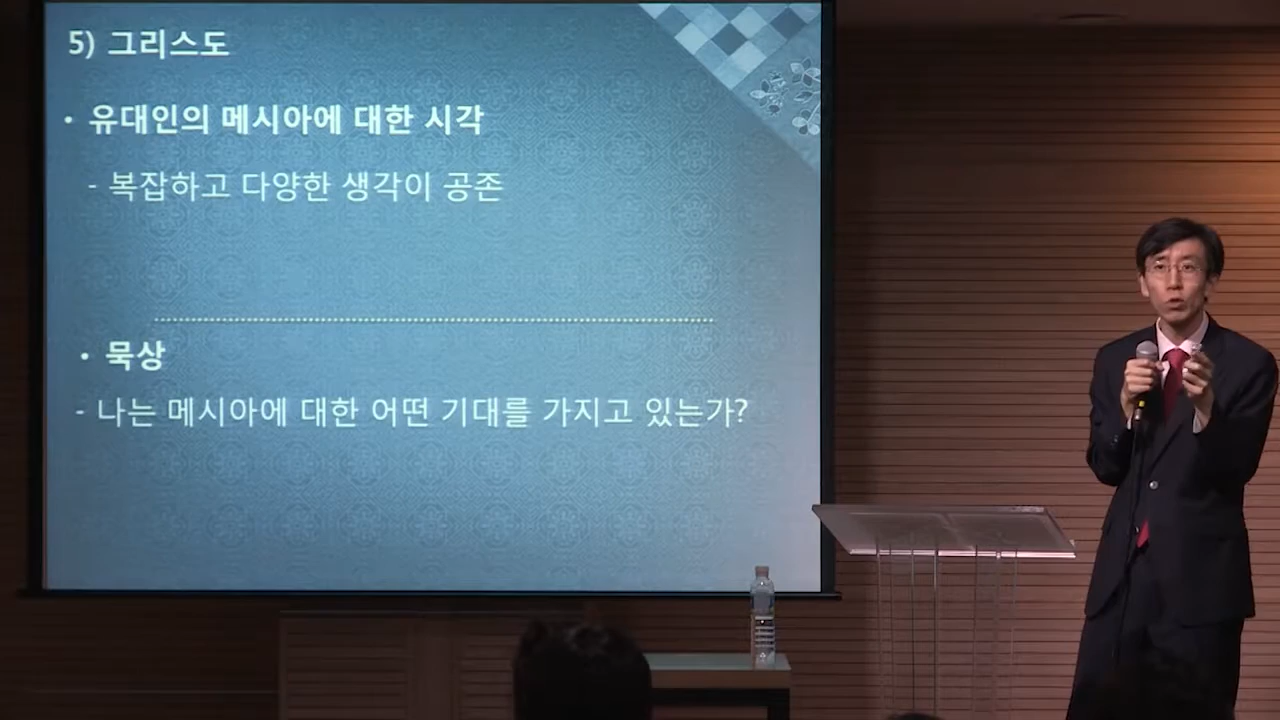 5) 그리스도
• 유대인의 메시아에 대한 시각
- 복잡하고 다양한 생각이 공존
• 묵상
- 나는 메시아에 대한 어떤 기대를 가지고 있는가?